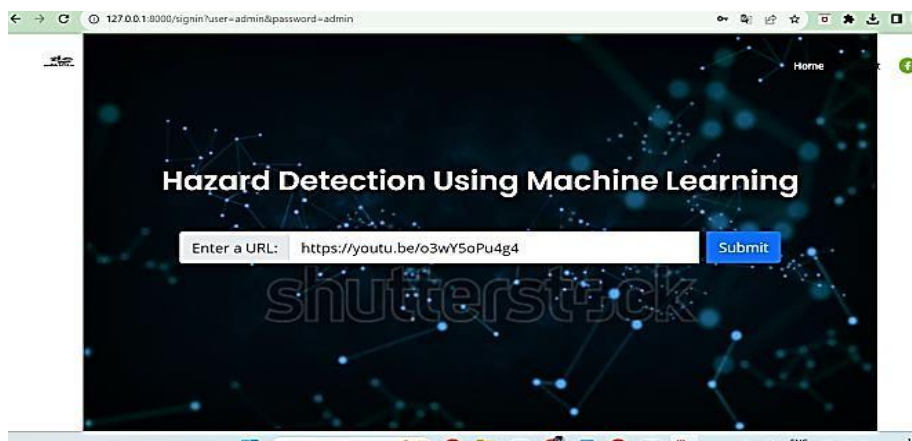 127.0.0.1:8000/signin?user=admin&password=admin
Home
Hazard Detection Using Machine Learning
Enter a URL: https://youtu.be/o3wY5oPu4g4 Submit
shutterstock